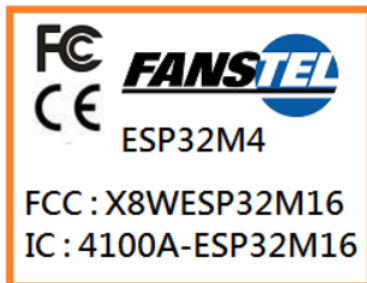 FC
CE
FANSTEL
ESP32M4
FCC : X8WESP32M16
IC : 4100A-ESP32M16